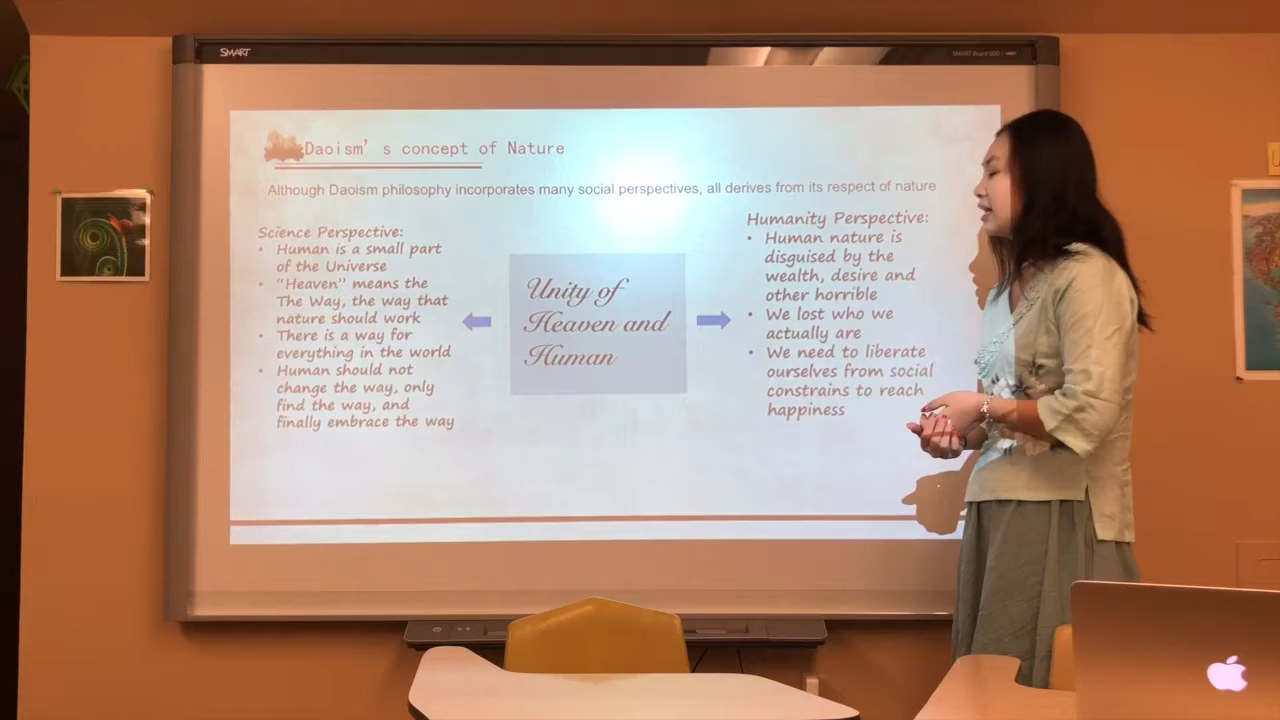 SMART
SMART Board 800
Daoism's concept of Nature
Although Daoism philosophy incorporates many social perspectives, all derives from its respect of nature
Science Perspective:
• Human is a small part
of the Universe
• "Heaven" means the
The Way, the way that
nature should work
• There is a way for
everything in the world
• Human should not
change the way, only
find the way, and
finally embrace the way
Unity of
Heaven and
Human
Humanity Perspective:
• Human nature is
disguised by the
wealth, desire and
other horrible
• We lost who we
actually are
• We need to liberate
ourselves from social
constrains to reach
happiness